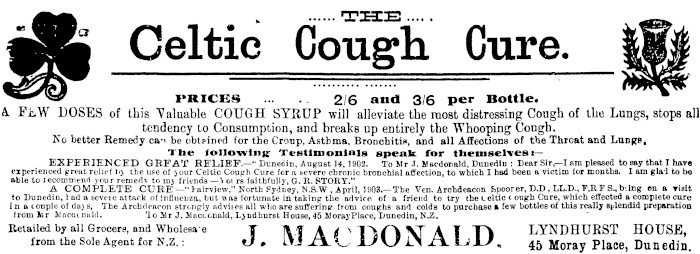 ...... THE ......
Celtic Cough Cure.
PRICES ... .. 2/6 and 3/6 per Bottle.
A FEW DOSES of this Valuable COUGH SYRUP will alleviate the most distressing Cough of the Lungs, stops all
tendency to Consumption, and breaks up entirely the Whooping Cough.
No better Remedy can be obtained for the Croup, Asthma, Bronchitis, and all Affections of the Throat and Lungs.
The following Testimonials speak for themselves:—
EXPERIENCED GREAT RELIEF.—"Dunedin, August 14, 1902. To Mr J. Macdonald, Dunedin: Dear Sir,—I am pleased to say that I have
experienced great relief by the use of your Celtic Cough Cure for a severe chronic bronchial affection, to which I had been a victim for months. I am glad to be
able to recommend your remedy to my friends—Yours faithfully, G. R. STORY."
A COMPLETE CURE—"Fairview," North Sydney, N.S.W., April, 1903.—The Ven. Archdeacon Spooner, D.D., LL.D., F.R.F.S., being on a visit
to Dunedin, had a severe attack of influenza, but was fortunate in taking the advice of a friend to try the Celtic Cough Cure, which effected a complete cure
in a couple of days. The Archdeacon strongly advises all who are suffering from coughs and colds to purchase a few bottles of this really splendid preparation
from Mr Macdonald. To Mr J. Macdonald, Lyndhurst House, 45 Moray Place, Dunedin, N.Z.
Retailed by all Grocers, and Wholesale
from the Sole Agent for N.Z.:
J. MACDONALD,
LYNDHURST HOUSE,
45 Moray Place, Dunedin.